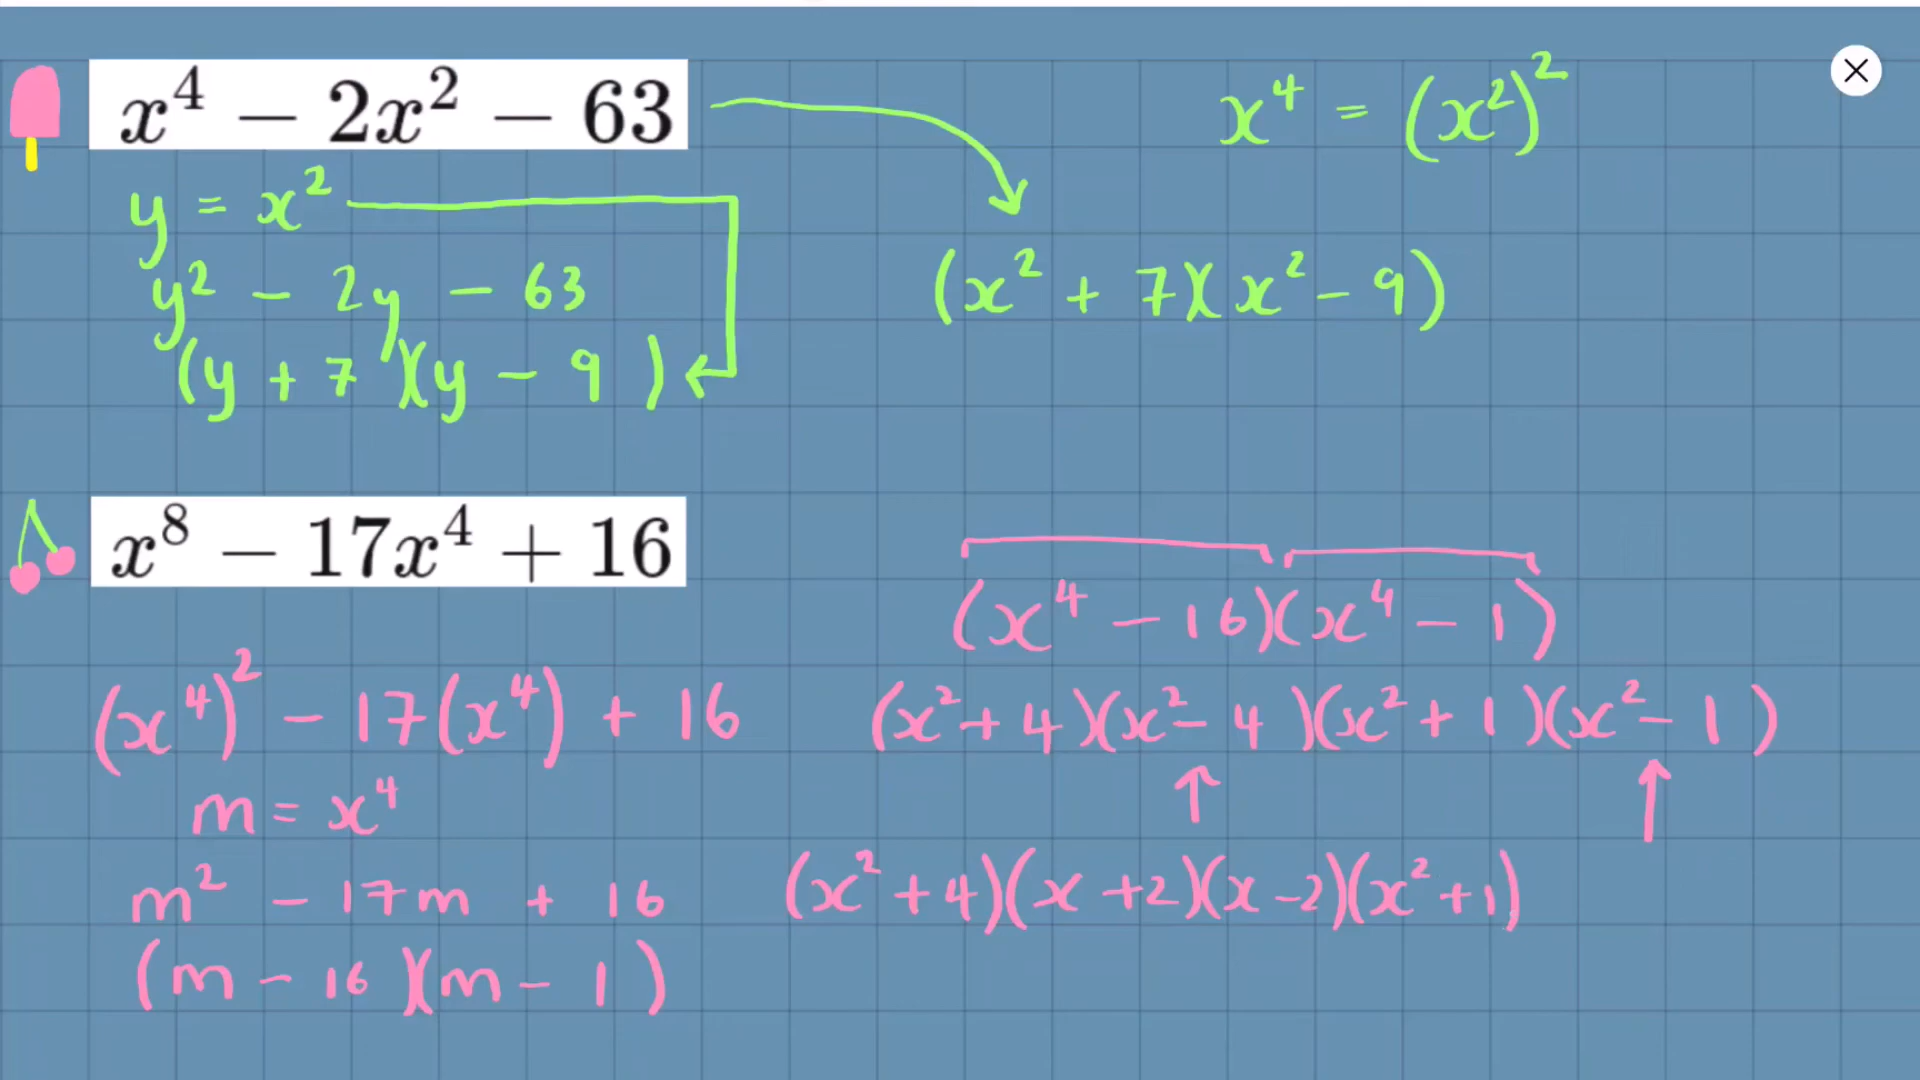 x⁴ − 2x² − 63
x⁴ = (x²)²
y = x²
y² − 2y − 63
(x² + 7)(x² − 9)
(y + 7)(y − 9)
x⁸ − 17x⁴ + 16
(x⁴ − 16)(x⁴ − 1)
(x⁴)² − 17(x⁴) + 16
(x² + 4)(x² − 4)(x² + 1)(x² − 1)
m = x⁴
m² − 17m + 16
(x² + 4)(x + 2)(x − 2)(x² + 1)
(m − 16)(m − 1)